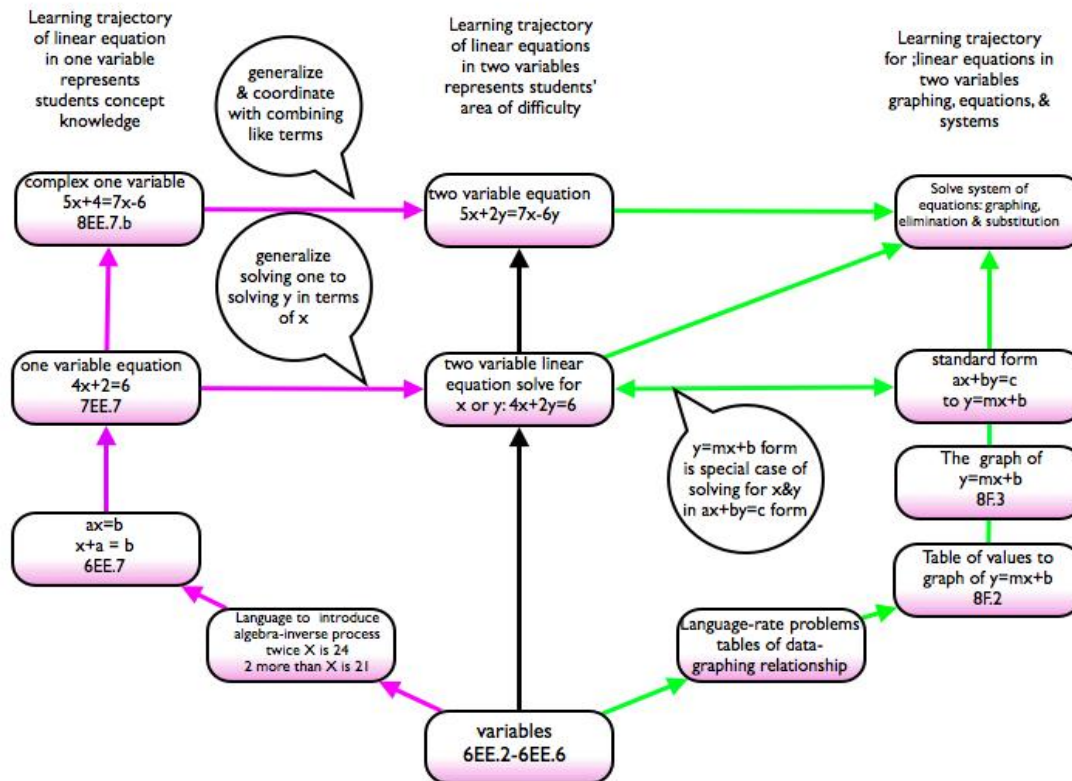 Learning trajectory
of linear equation
in one variable
represents
students concept
knowledge
generalize
& coordinate
with combining
like terms
Learning trajectory
of linear equations
in two variables
represents students'
area of difficulty
Learning trajectory
for ;linear equations in
two variables
graphing, equations, &
systems
complex one variable
5x+4=7x-6
8EE.7.b
two variable equation
5x+2y=7x-6y
Solve system of
equations: graphing,
elimination & substitution
generalize
solving one to
solving y in terms
of x
one variable equation
4x+2=6
7EE.7
two variable linear
equation solve for
x or y: 4x+2y=6
standard form
ax+by=c
to y=mx+b
y=mx+b form
is special case of
solving for x&y
in ax+by=c form
The graph of
y=mx+b
8F.3
ax=b
x+a = b
6EE.7
Table of values to
graph of y=mx+b
8F.2
Language to introduce
algebra-inverse process
twice X is 24
2 more than X is 21
Language-rate problems
tables of data-
graphing relationship
variables
6EE.2-6EE.6